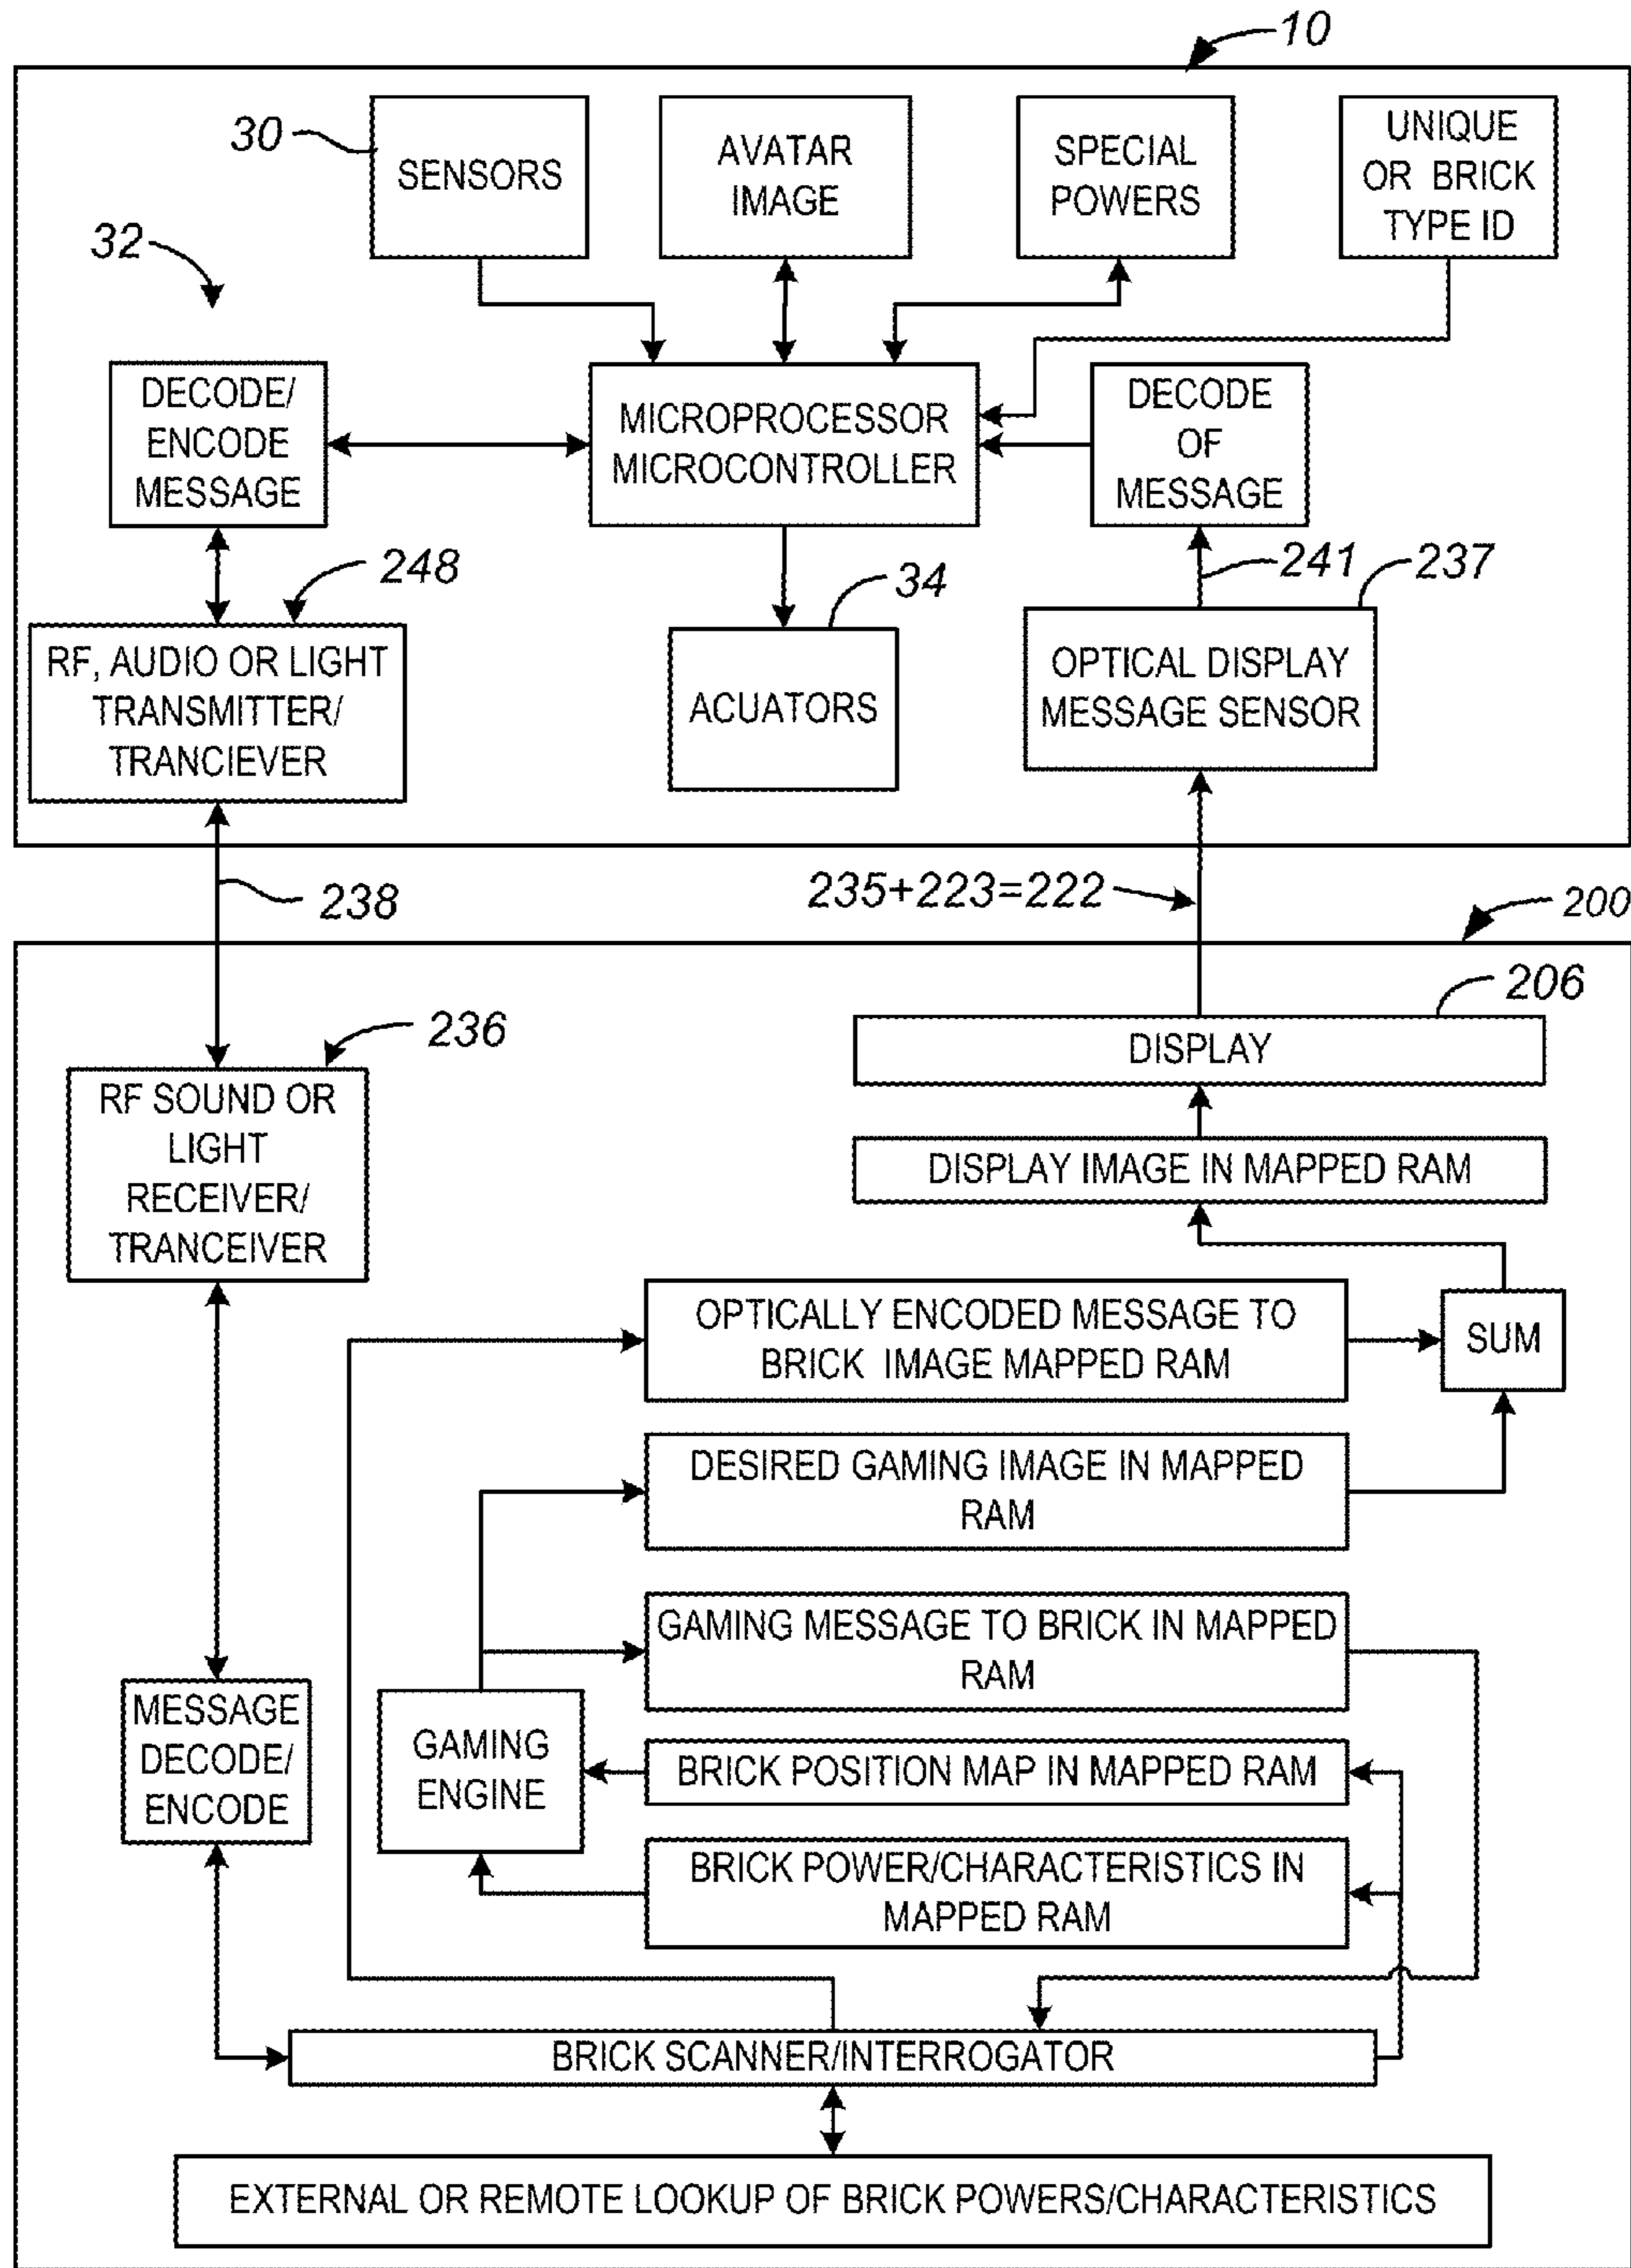 10
30
SENSORS
AVATAR
IMAGE
SPECIAL
POWERS
UNIQUE
OR BRICK
TYPE ID
32
DECODE/
ENCODE
MESSAGE
MICROPROCESSOR
MICROCONTROLLER
DECODE
OF
MESSAGE
248
34
241
237
RF, AUDIO OR LIGHT
TRANSMITTER/
TRANCIEVER
ACUATORS
OPTICAL DISPLAY
MESSAGE SENSOR
238
235+223=222
200
206
236
DISPLAY
RF SOUND OR
LIGHT
RECEIVER/
TRANCEIVER
DISPLAY IMAGE IN MAPPED RAM
OPTICALLY ENCODED MESSAGE TO
BRICK IMAGE MAPPED RAM
SUM
DESIRED GAMING IMAGE IN MAPPED
RAM
GAMING MESSAGE TO BRICK IN MAPPED
RAM
MESSAGE
DECODE/
ENCODE
GAMING
ENGINE
BRICK POSITION MAP IN MAPPED RAM
BRICK POWER/CHARACTERISTICS IN
MAPPED RAM
BRICK SCANNER/INTERROGATOR
EXTERNAL OR REMOTE LOOKUP OF BRICK POWERS/CHARACTERISTICS